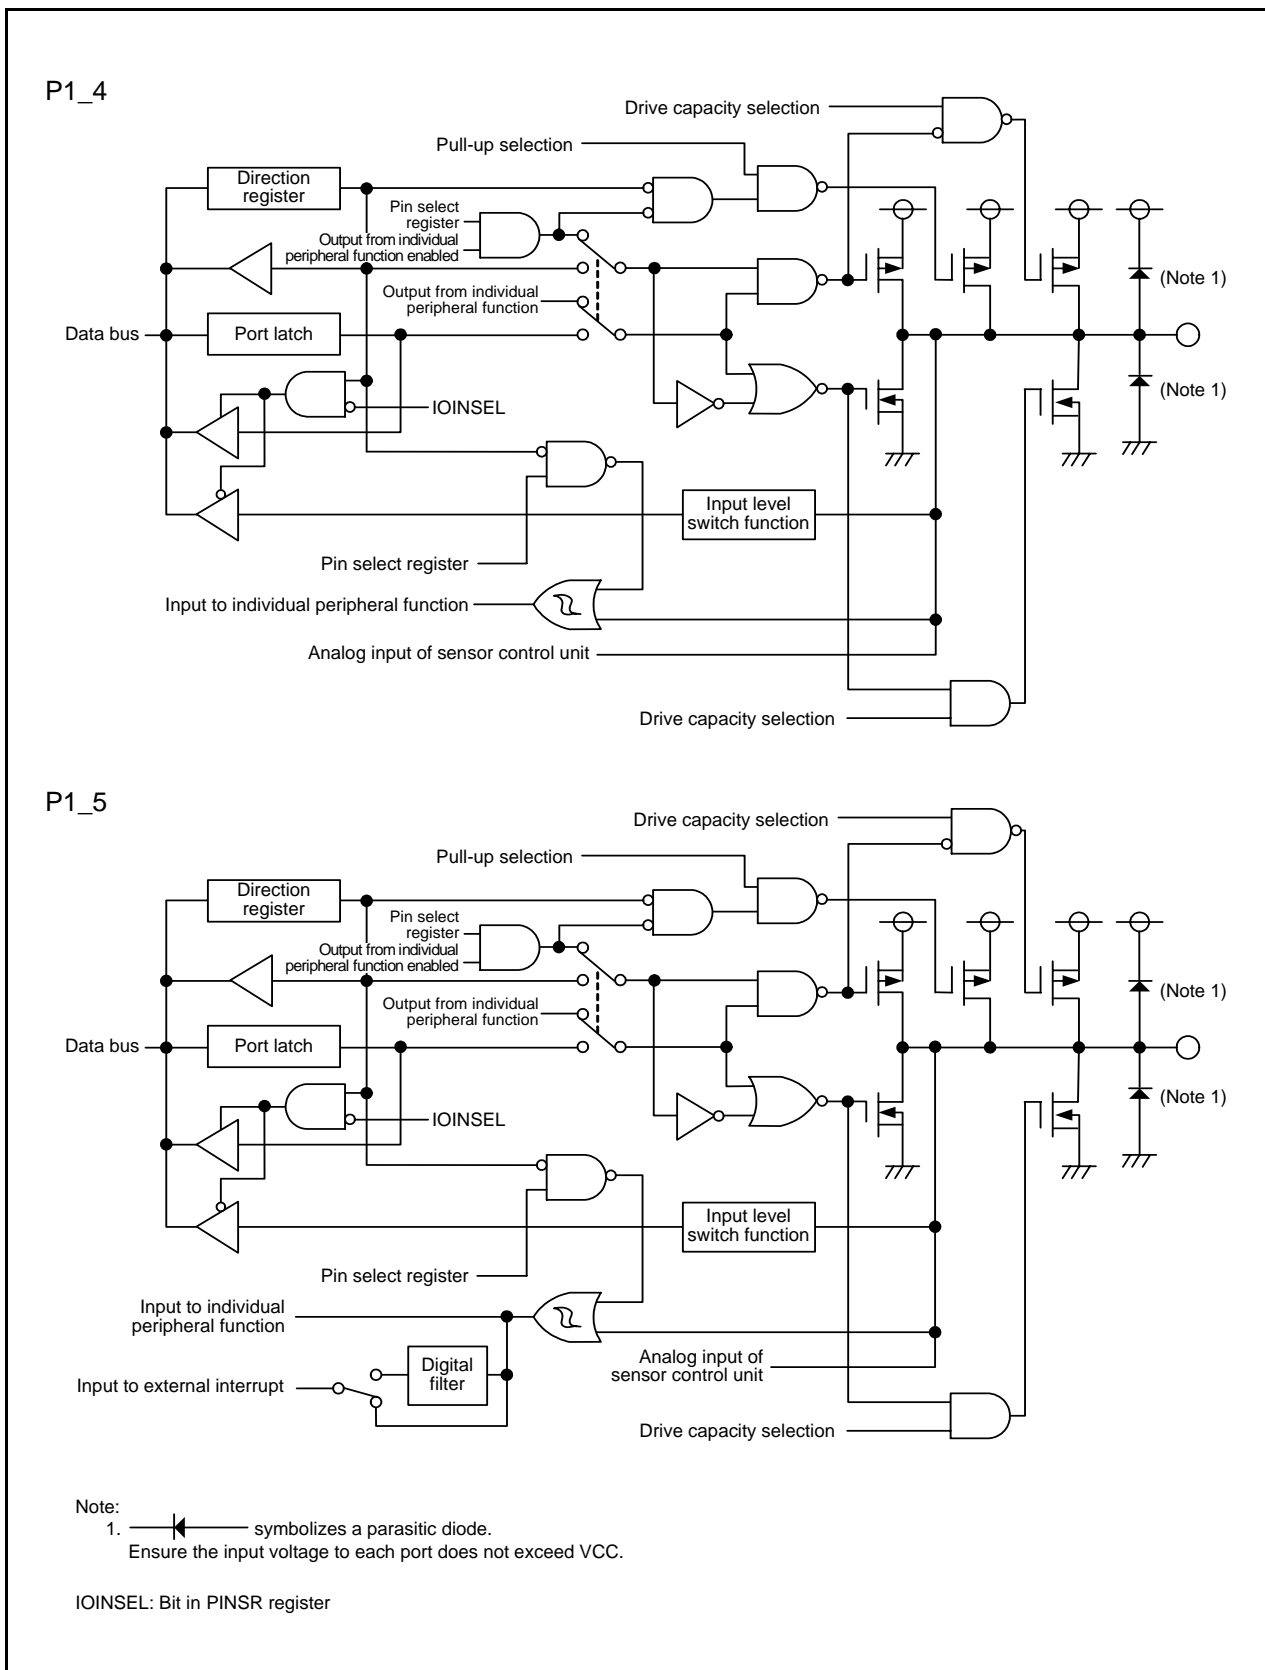 P1_4
Drive capacity selection
Pull-up selection
Direction
register
Pin select
register
Output from individual
peripheral function enabled
(Note 1)
Output from individual
peripheral function
Data bus
Port latch
(Note 1)
IOINSEL
Input level
switch function
Pin select register
Input to individual peripheral function
Analog input of sensor control unit
Drive capacity selection
P1_5
Drive capacity selection
Pull-up selection
Direction
register
Pin select
register
Output from individual
peripheral function enabled
(Note 1)
Output from individual
peripheral function
Data bus
Port latch
(Note 1)
IOINSEL
Input level
switch function
Pin select register
Input to individual
peripheral function
Analog input of
sensor control unit
Digital
filter
Input to external interrupt
Drive capacity selection
Note:
1. symbolizes a parasitic diode.
Ensure the input voltage to each port does not exceed VCC.
IOINSEL: Bit in PINSR register